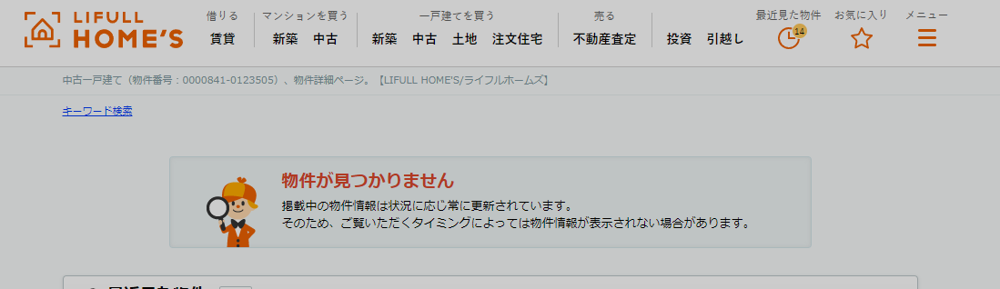 LIFULL
HOME'S
借りる
賃貸
マンションを買う
新築 中古
一戸建てを買う
新築 中古 土地 注文住宅
売る
不動産査定
投資 引越し
最近見た物件
14
お気に入り
メニュー
中古一戸建て（物件番号：0000841-0123505）、物件詳細ページ。【LIFULL HOME'S/ライフルホームズ】
キーワード検索
物件が見つかりません
掲載中の物件情報は状況に応じ常に更新されています。
そのため、ご覧いただくタイミングによっては物件情報が表示されない場合があります。